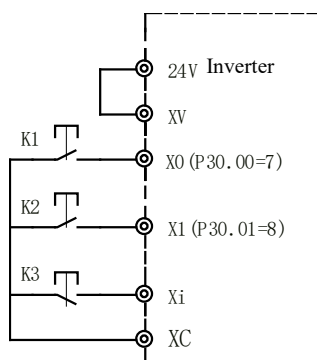 24V Inverter
XV
K1
X0(P30.00=7)
K2
X1(P30.01=8)
K3
Xi
XC